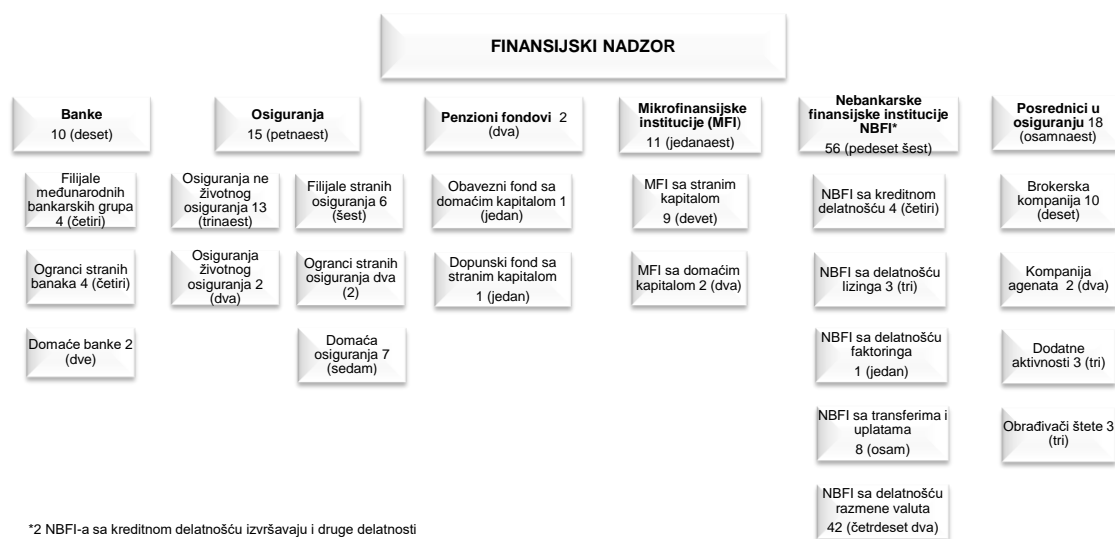 FINANSIJSKI NADZOR
Banke
10 (deset)
Osiguranja
15 (petnaest)
Penzioni fondovi 2
(dva)
Mikrofinansijske
institucije (MFI)
11 (jedanaest)
Nebankarske
finansijske institucije
NBFI*
56 (pedeset šest)
Posrednici u
osiguranju 18
(osamnaest)
Filijale
međunarodnih
bankarskih grupa
4 (četiri)
Ogranci stranih
banaka 4 (četiri)
Domaće banke 2
(dve)
Osiguranja ne
životnog
osiguranja 13
(trinaest)
Osiguranja
životnog
osiguranja 2
(dva)
Filijale stranih
osiguranja 6
(šest)
Ogranci stranih
osiguranja dva
(2)
Domaća
osiguranja 7
(sedam)
Obavezni fond sa
domaćim kapitalom 1
(jedan)
Dopunski fond sa
stranim kapitalom
1 (jedan)
MFI sa stranim
kapitalom
9 (devet)
MFI sa domaćim
kapitalom 2 (dva)
NBFI sa kreditnom
delatnošću 4 (četiri)
NBFI sa delatnošću
lizinga 3 (tri)
NBFI sa delatnošću
faktoringa
1 (jedan)
NBFI sa transferima i
uplatama
8 (osam)
NBFI sa delatnošću
razmene valuta
42 (četrdeset dva)
Brokerska
kompanija 10
(deset)
Kompanija
agenata 2 (dva)
Dodatne
aktivnosti 3 (tri)
Obrađivači štete 3
(tri)
*2 NBFI-a sa kreditnom delatnošću izvršavaju i druge delatnosti